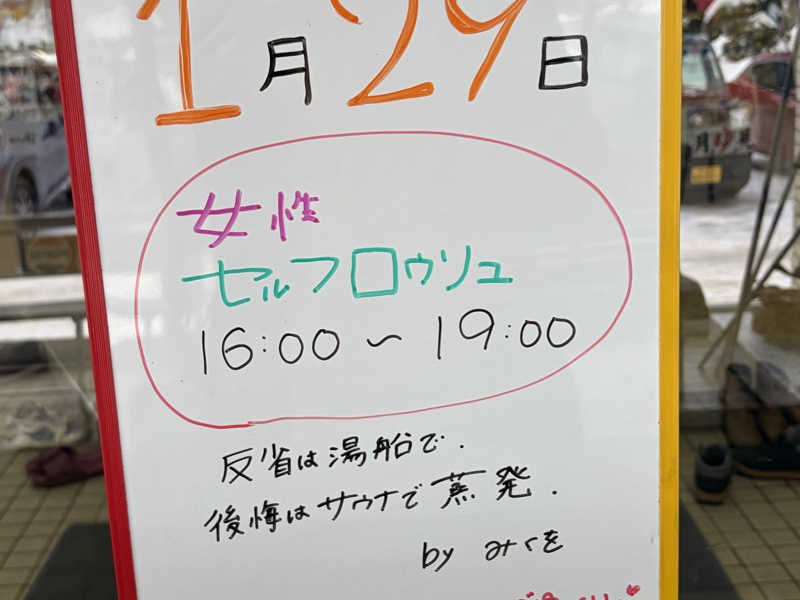 1月29日
女性
セルフロウリュ
16:00～19:00
反省は湯船で.
後悔はサウナで蒸発.
by みくを